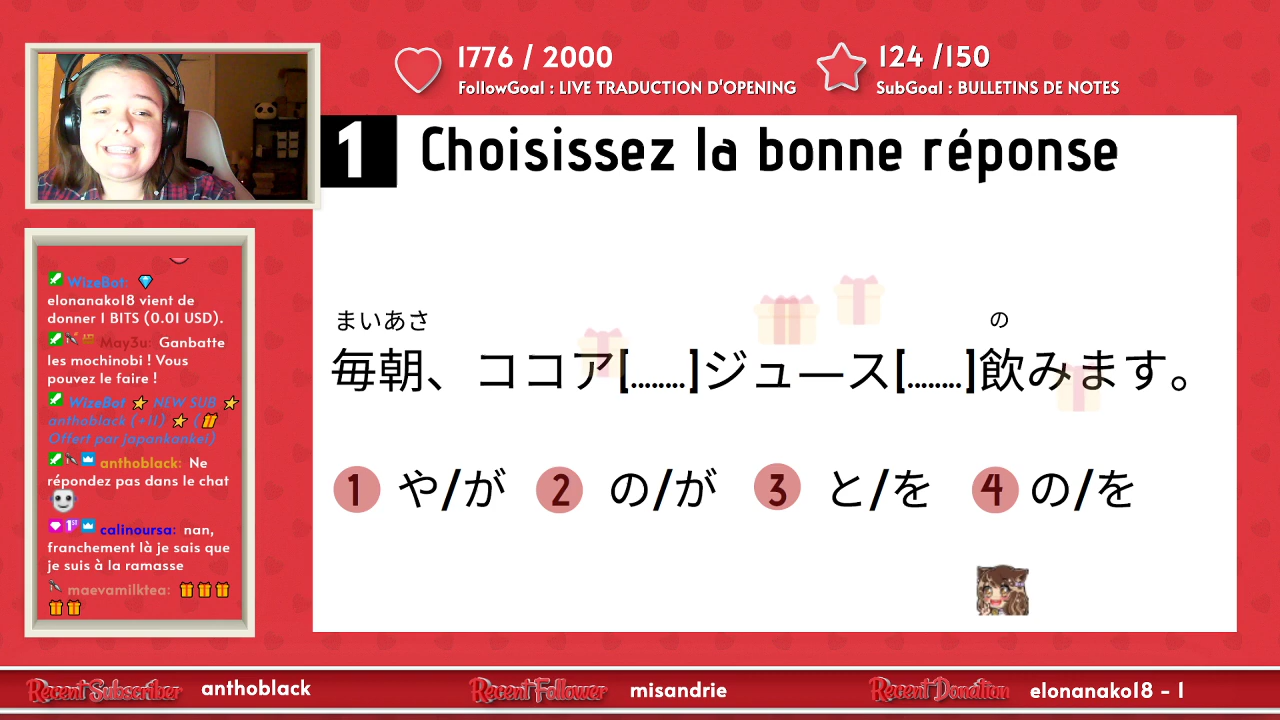 1776 / 2000
FollowGoal : LIVE TRADUCTION D'OPENING
124 /150
SubGoal : BULLETINS DE NOTES
1 Choisissez la bonne réponse
まいあさ の
毎朝、ココア[........]ジュース[........]飲みます。
1 や/が 2 の/が 3 と/を 4 の/を
WizeBot:
elonanako18 vient de
donner 1 BITS (0.01 USD).
May3u: Ganbatte
les mochinobi ! Vous
pouvez le faire !
WizeBot NEW SUB
anthoblack (+11) (
Offert par japankankei)
anthoblack: Ne
répondez pas dans le chat
1ST calinoursa: nan,
franchement là je sais que
je suis à la ramasse
maevamilktea:
Recent Subscriber anthoblack Recent Follower misandrie Recent Donation elonanako18 - 1